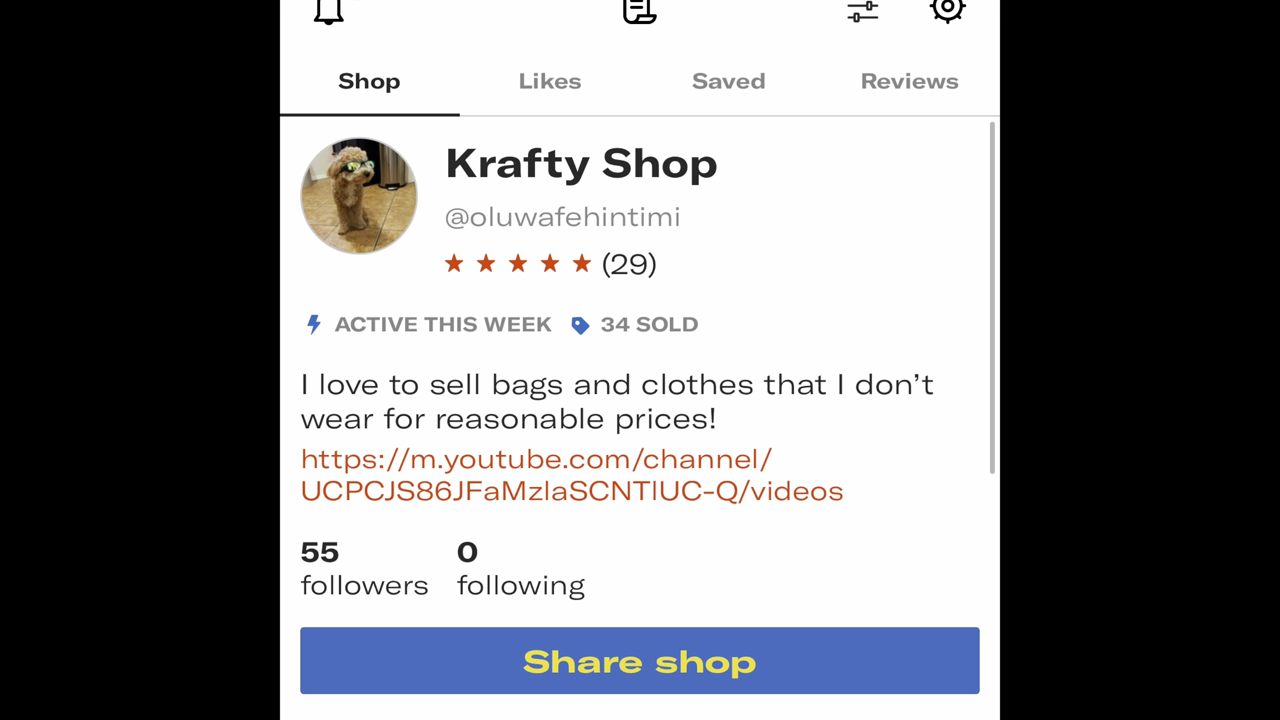 Shop Likes Saved Reviews
Krafty Shop
@oluwafehintimi
(29)
ACTIVE THIS WEEK 34 SOLD
I love to sell bags and clothes that I don’t
wear for reasonable prices!
https://m.youtube.com/channel/
UCPCJS86JFaMzlaSCNTlUC-Q/videos
55 0
followers following
Share shop